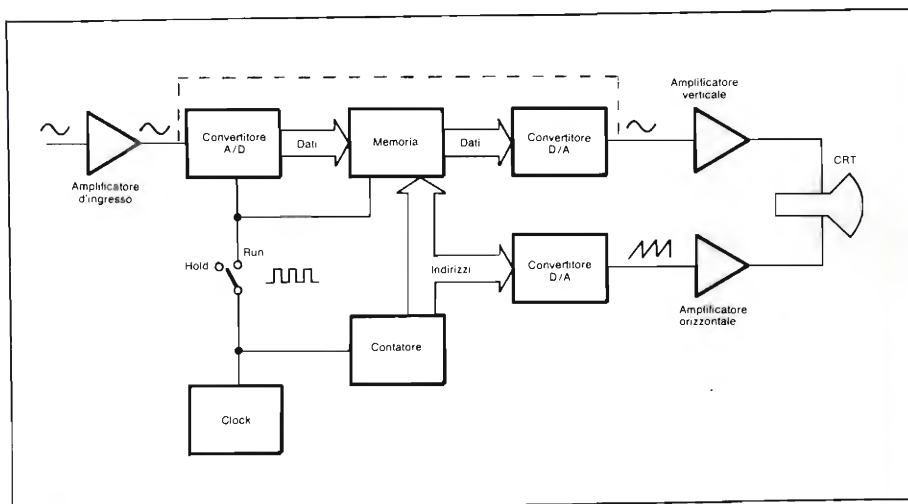 Amplificatore
verticale
Convertitore
A/D
Dati
Memoria
Dati
Convertitore
D/A
CRT
Amplificatore
d'ingresso
Run
Hold
Indirizzi
Convertitore
D/A
Amplificatore
orizzontale
Contatore
Clock